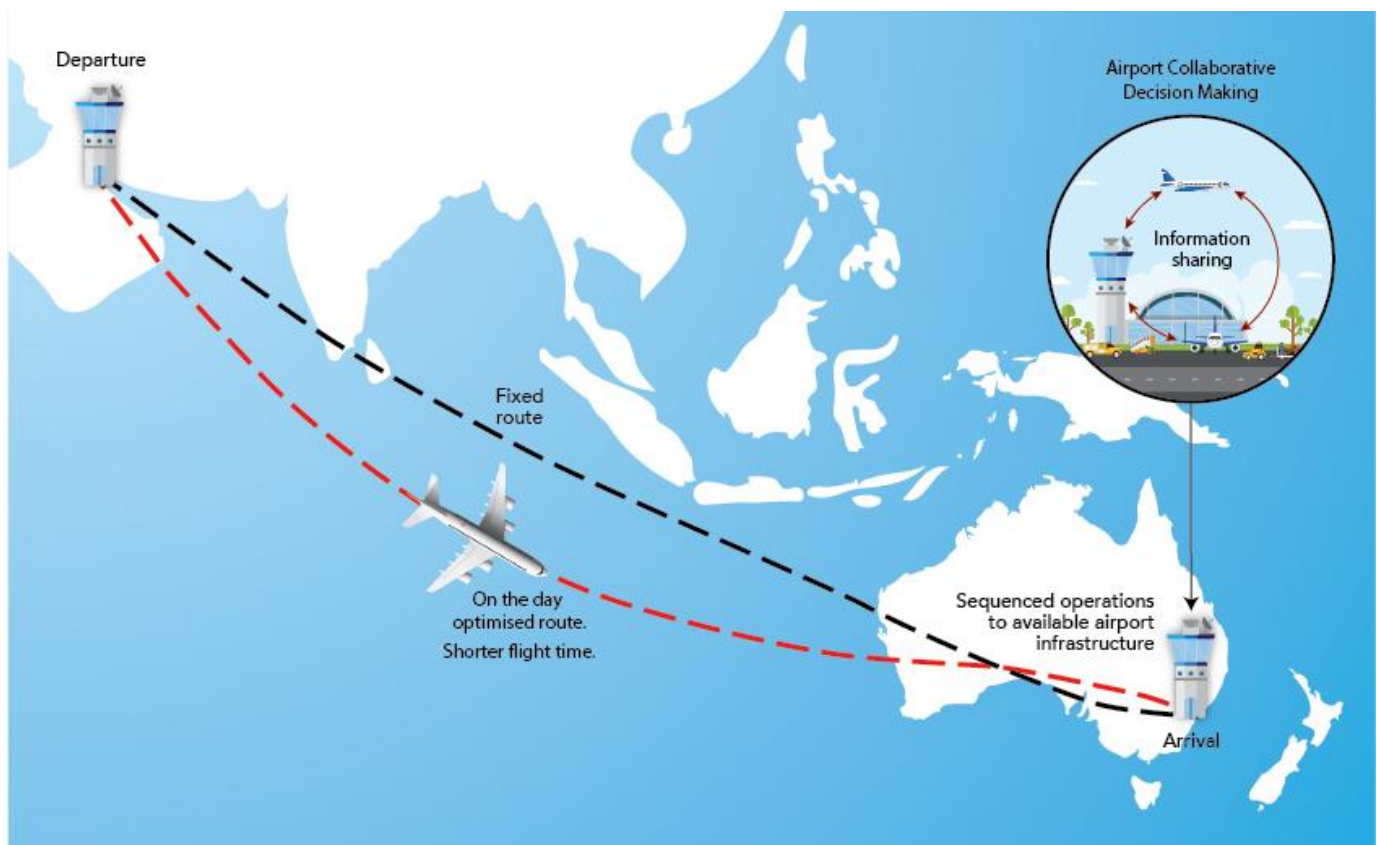 Departure
Airport Collaborative
Decision Making
Information
sharing
Fixed
route
On the day
optimised route.
Shorter flight time.
Sequenced operations
to available airport
infrastructure
Arrival